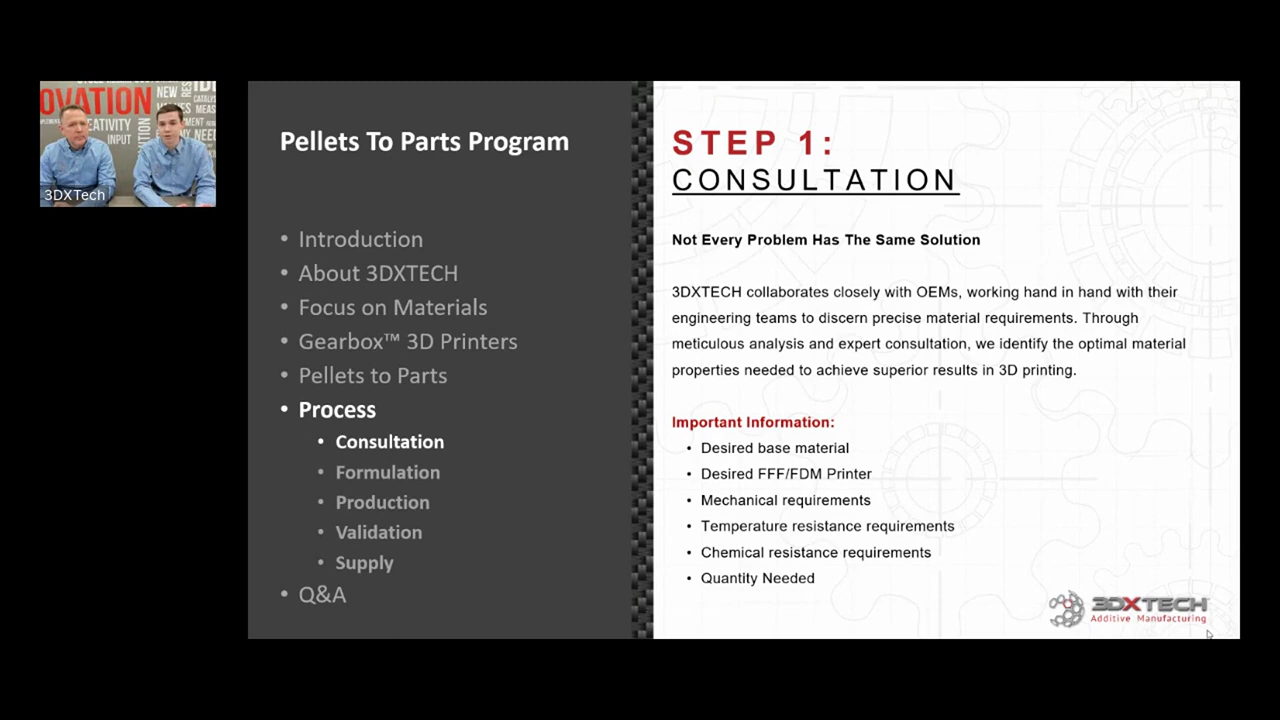 OVATION
NEW
CATALY
MEAS
EATIVITY
INPUT
NEED
3DXTech
Pellets To Parts Program
• Introduction
• About 3DXTECH
• Focus on Materials
• Gearbox™ 3D Printers
• Pellets to Parts
• Process
• Consultation
• Formulation
• Production
• Validation
• Supply
• Q&A
STEP 1:
CONSULTATION
Not Every Problem Has The Same Solution
3DXTECH collaborates closely with OEMs, working hand in hand with their
engineering teams to discern precise material requirements. Through
meticulous analysis and expert consultation, we identify the optimal material
properties needed to achieve superior results in 3D printing.
Important Information:
• Desired base material
• Desired FFF/FDM Printer
• Mechanical requirements
• Temperature resistance requirements
• Chemical resistance requirements
• Quantity Needed
3DXTECH
Additive Manufacturing